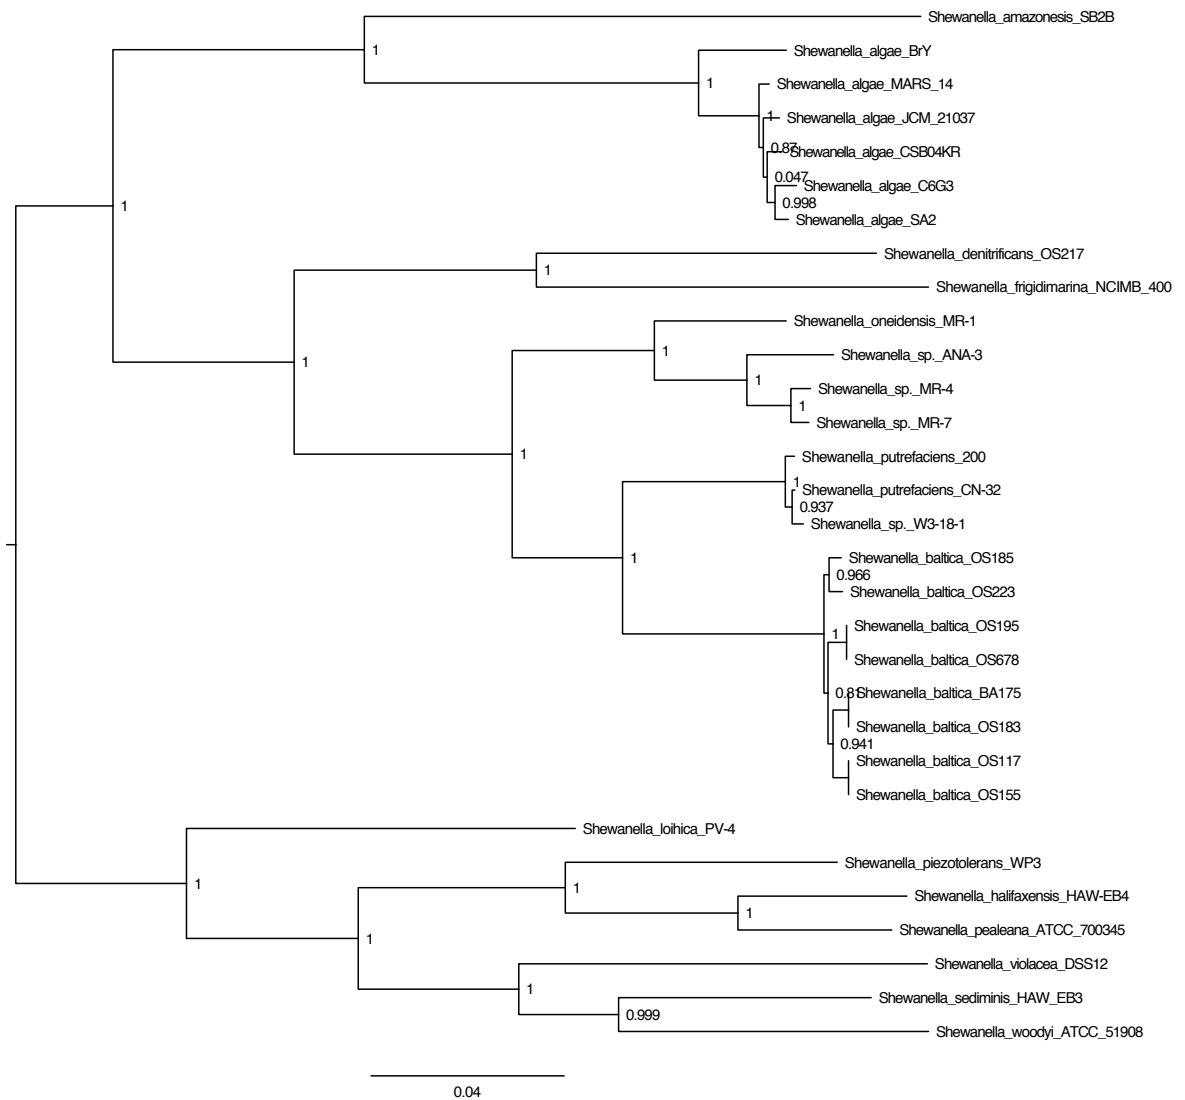 Shewanella_amazonesis_SB2B
1
Shewanella_algae_BrY
1
Shewanella_algae_MARS_14
1
Shewanella_algae_JCM_21037
0.87
Shewanella_algae_CSB04KR
0.047
Shewanella_algae_C6G3
0.998
1
Shewanella_algae_SA2
Shewanella_denitrificans_OS217
1
Shewanella_frigidimarina_NCIMB_400
Shewanella_oneidensis_MR-1
1
Shewanella_sp._ANA-3
1
1
Shewanella_sp._MR-4
1
Shewanella_sp._MR-7
1
Shewanella_putrefaciens_200
1
Shewanella_putrefaciens_CN-32
0.937
Shewanella_sp._W3-18-1
1
Shewanella_baltica_OS185
0.966
Shewanella_baltica_OS223
Shewanella_baltica_OS195
1
Shewanella_baltica_OS678
0.81
Shewanella_baltica_BA175
Shewanella_baltica_OS183
0.941
Shewanella_baltica_OS117
Shewanella_baltica_OS155
Shewanella_loihica_PV-4
Shewanella_piezotolerans_WP3
1
1
Shewanella_halifaxensis_HAW-EB4
1
Shewanella_pealeana_ATCC_700345
1
Shewanella_violacea_DSS12
1
Shewanella_sediminis_HAW_EB3
0.999
Shewanella_woodyi_ATCC_51908
0.04